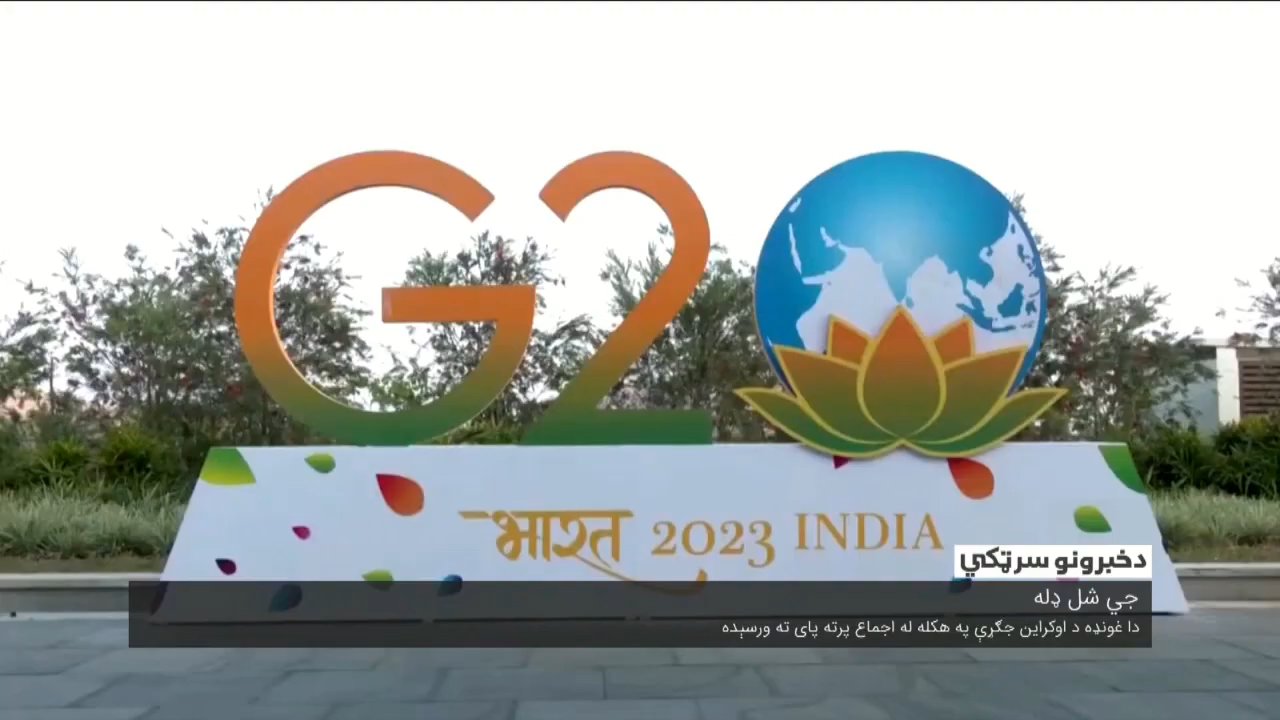 G20
भारत 2023 INDIA
دخبرونو سرټکي
جي شل ډله
دا غونډه د اوکراین جګړې په هکله له اجماع پرته پای ته ورسېده